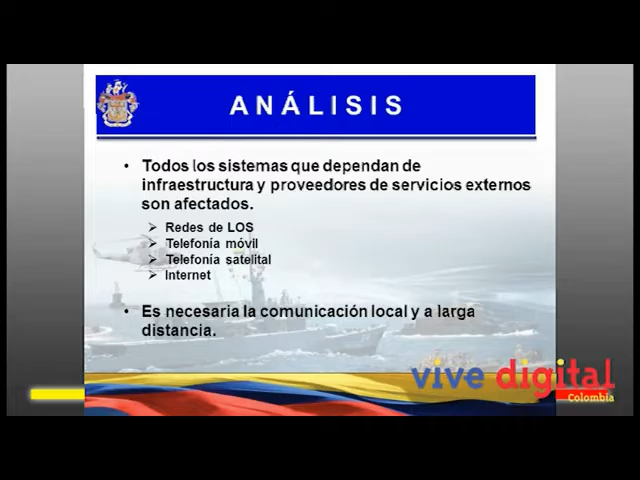 ANÁLISIS
• Todos los sistemas que dependan de
infraestructura y proveedores de servicios externos
son afectados.
➢ Redes de LOS
➢ Telefonía móvil
➢ Telefonía satelital
➢ Internet
• Es necesaria la comunicación local y a larga
distancia.
vive digital
Colombia